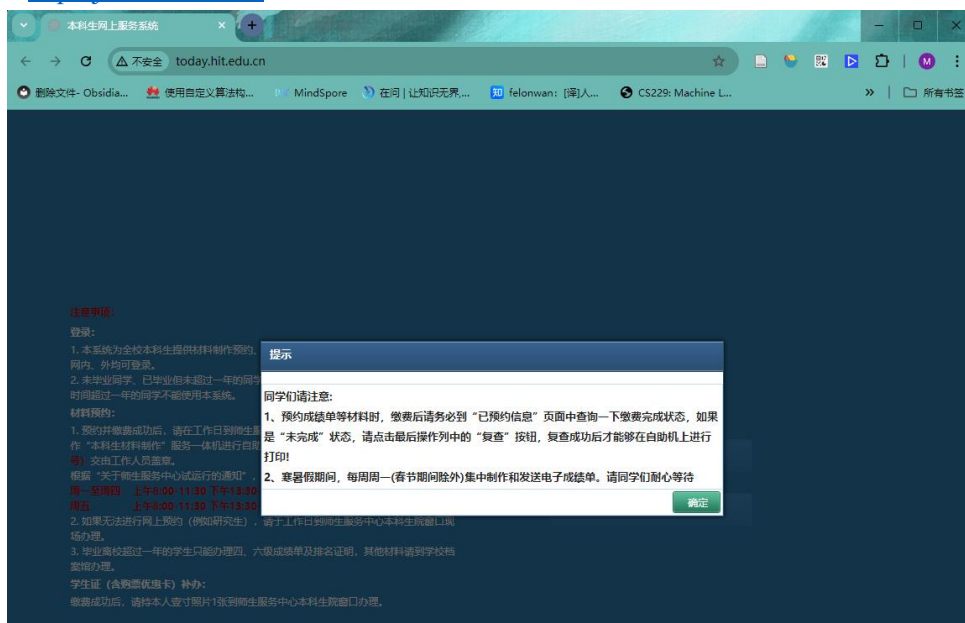 本科生网上服务系统
不安全 today.hit.edu.cn
删除文件- Obsidia... 使用自定义算法构... MindSpore 在问 | 让知识无界,... 知 felonwan: [译]人... CS229: Machine L... » 所有书签
M
注意事项:
登录:
1. 本系统为全校本科生提供材料制作预约,
网内、外均可登录。
2. 未毕业同学、已毕业但未超过一年的同学
时间超过一年的同学不能使用本系统。
材料预约:
1. 预约并缴费成功后, 请在工作日到师生服
作 “本科生材料制作” 服务一体机进行自助
号) 交由工作人员盖章。
根据 “关于师生服务中心试运行的通知” ,
周一至周四 上午8:00-11:30 下午13:30
周五 上午8:00-11:30 下午13:30
2. 如果无法进行网上预约 (例如研究生) , 请于工作日到师生服务中心本科生院窗口现
场办理。
3. 毕业离校超过一年的学生只能办理四、六级成绩单及排名证明, 其他材料请到学校档
案馆办理。
学生证 (含购票优惠卡) 补办:
缴费成功后, 请持本人壹寸照片1张到师生服务中心本科生院窗口办理。
提示
同学们请注意:
1、预约成绩单等材料时, 缴费后请务必到 “已预约信息” 页面中查询一下缴费完成状态, 如果
是 “未完成” 状态, 请点击最后操作列中的 “复查” 按钮, 复查成功后才能够在自助机上进行
打印!
2、寒暑假期间, 每周周一(春节期间除外)集中制作和发送电子成绩单。请同学们耐心等待
确定